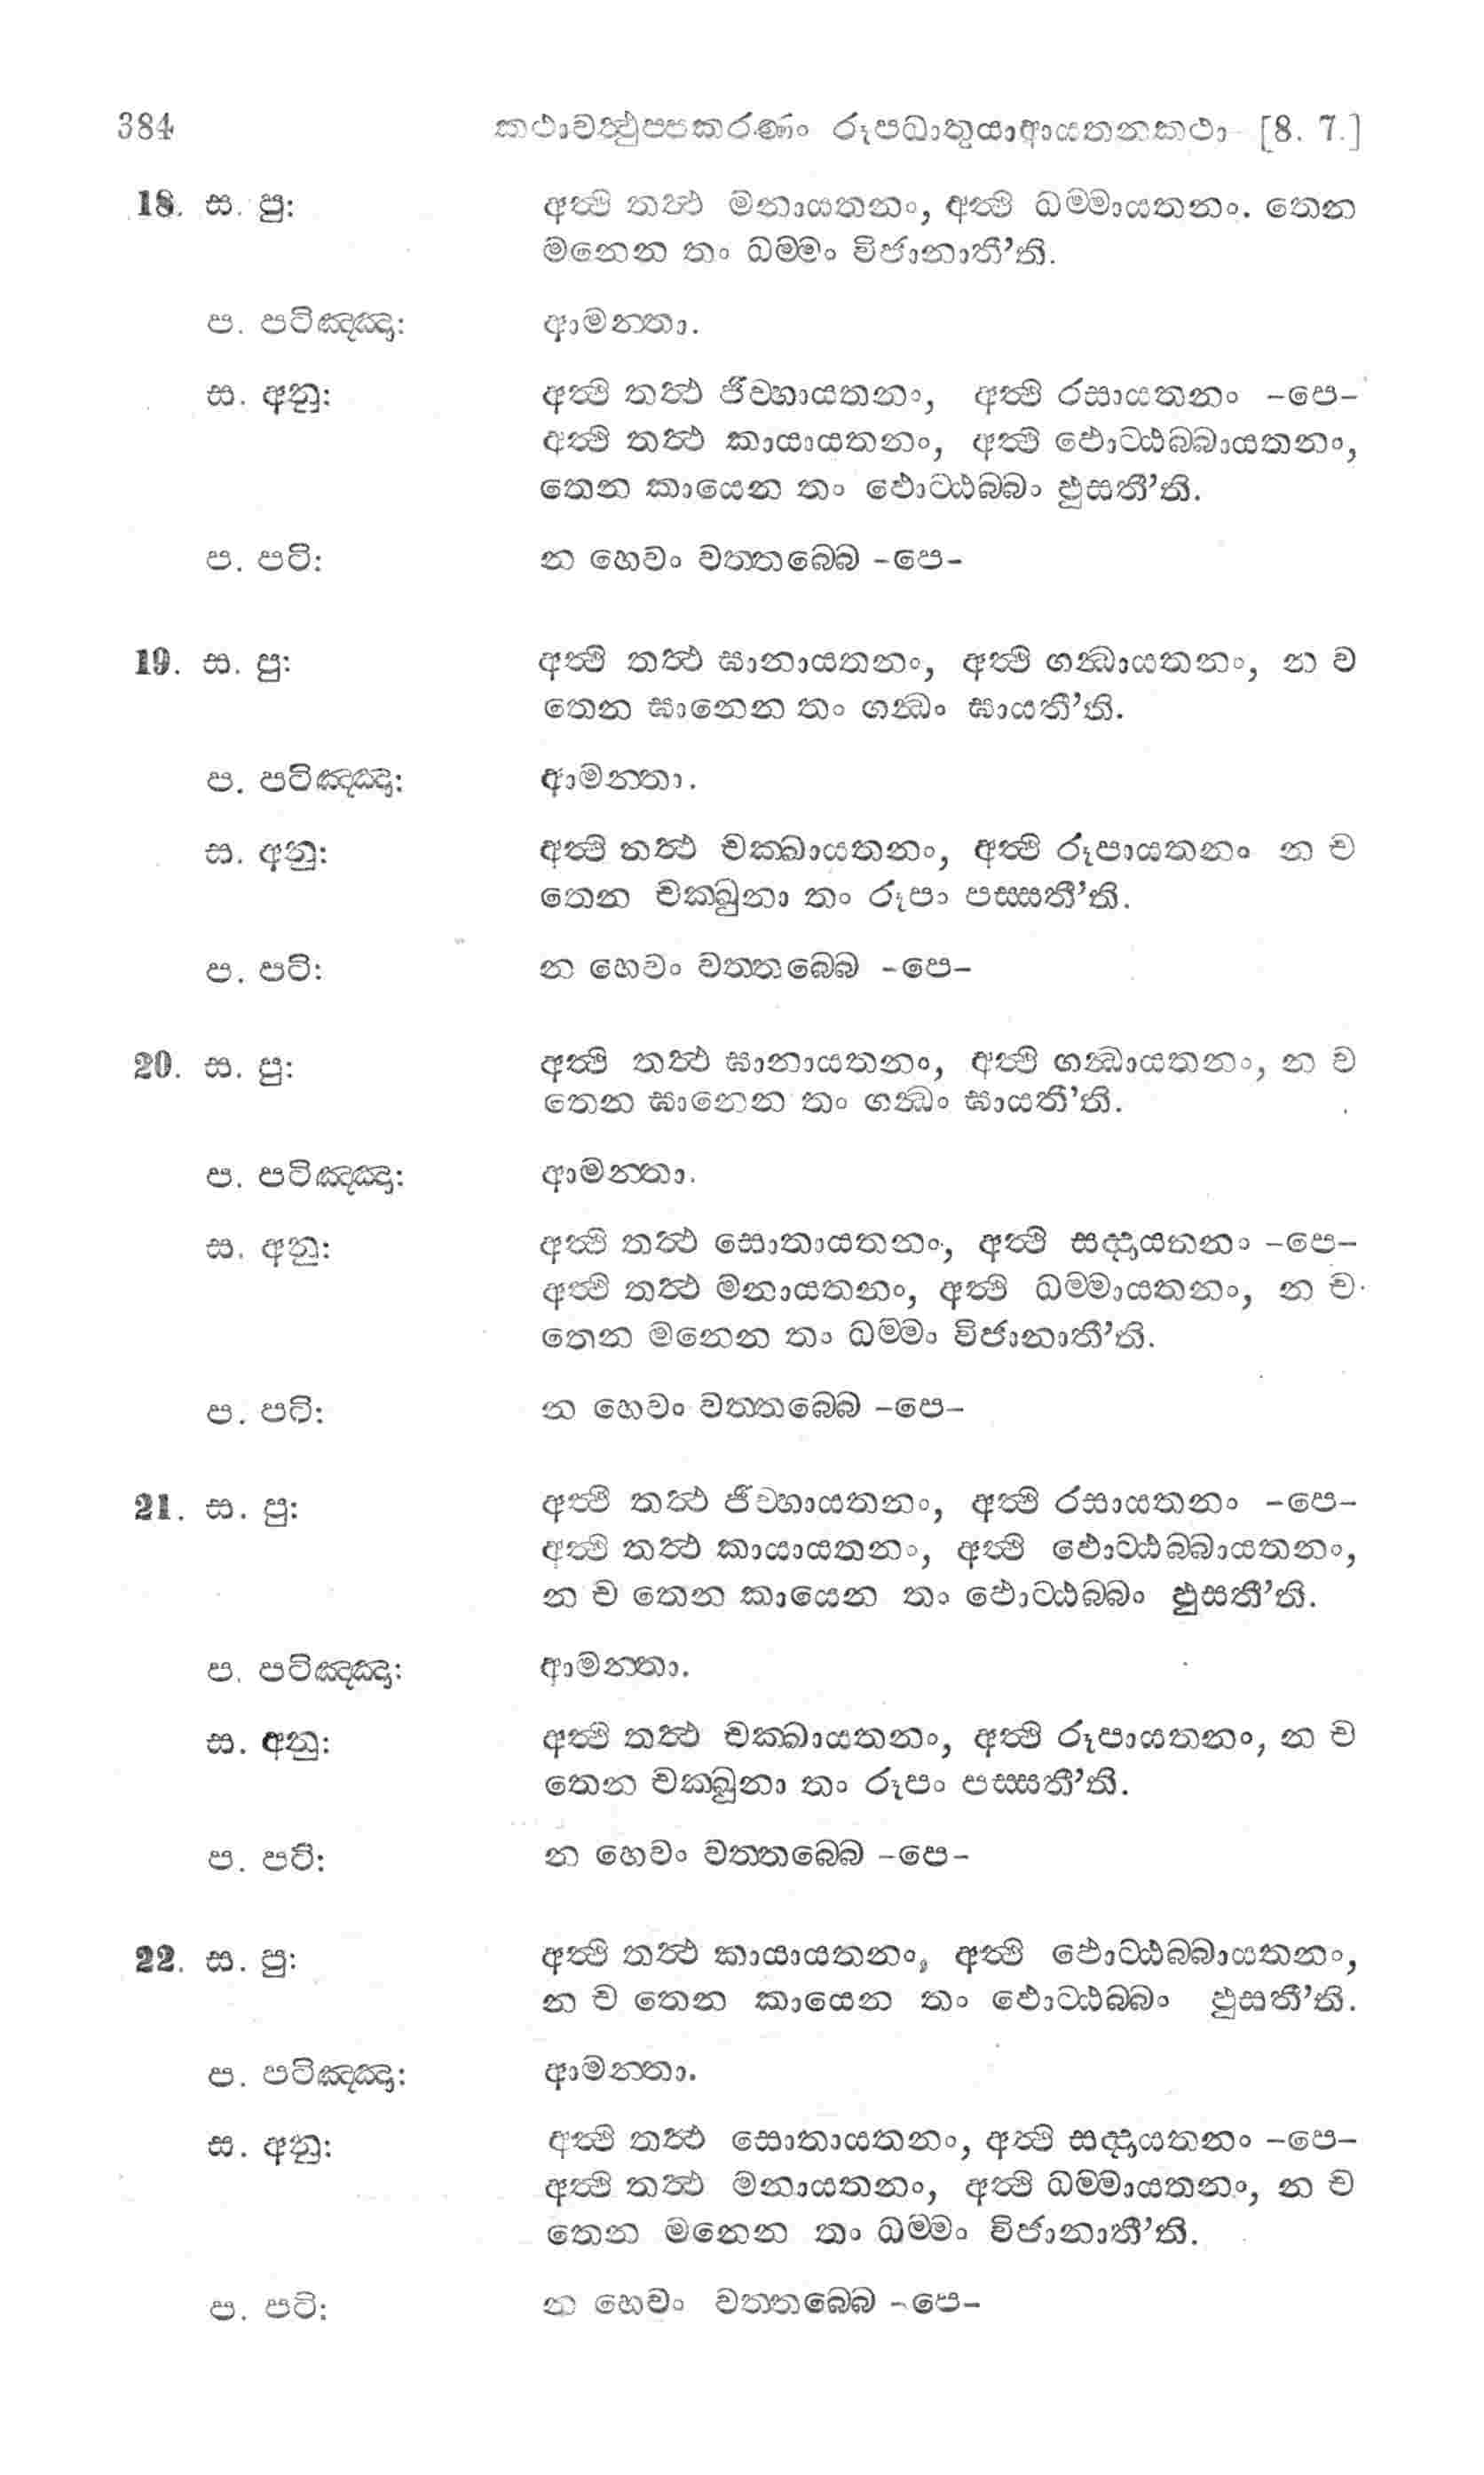 384 කථාවත්‍ථුප්පකරණං රූපධාතුයාආයතනකථා [8. 7.]
18. ස. පු: අත්‍ථි තත්‍ථ මනායතනං, අත්‍ථි ධම්මායතනං. තෙන
මනෙන තං ධම්මං විජානාතී’ති.
ප. පටිඤ්ඤා: ආමන්තා.
ස. අනු: අත්‍ථි තත්‍ථ ජිව්හායතනං, අත්‍ථි රසායතනං -පෙ-
අත්‍ථි තත්‍ථ කායායතනං, අත්‍ථි ඵොට්ඨබ්බායතනං,
තෙන කායෙන තං ඵොට්ඨබ්බං ඵුසතී’ති.
ප. පටි: න හෙවං වත්තබ්බෙ -පෙ-
19. ස. පු: අත්‍ථි තත්‍ථ ඝානායතනං, අත්‍ථි ගන්‍ධායතනං, න ච
තෙන ඝානෙන තං ගන්‍ධං ඝායතී’ති.
ප. පටිඤ්ඤා: ආමන්තා.
ස. අනු: අත්‍ථි තත්‍ථ චක්ඛායතනං, අත්‍ථි රූපායතනං න ච
තෙන චක්ඛුනා තං රූපං පස්සතී’ති.
ප. පටි: න හෙවං වත්තබ්බෙ -පෙ-
20. ස. පු: අත්‍ථි තත්‍ථ ඝානායතනං, අත්‍ථි ගන්‍ධායතනං, න ච
තෙන ඝානෙන තං ගන්‍ධං ඝායතී’ති.
ප. පටිඤ්ඤා: ආමන්තා.
ස. අනු: අත්‍ථි තත්‍ථ සොතායතනං, අත්‍ථි සද්දායතනං -පෙ-
අත්‍ථි තත්‍ථ මනායතනං, අත්‍ථි ධම්මායතනං, න ච
තෙන මනෙන තං ධම්මං විජානාතී’ති.
ප. පටි: න හෙවං වත්තබ්බෙ -පෙ-
21. ස. පු: අත්‍ථි තත්‍ථ ජිව්හායතනං, අත්‍ථි රසායතනං -පෙ-
අත්‍ථි තත්‍ථ කායායතනං, අත්‍ථි ඵොට්ඨබ්බායතනං,
න ච තෙන කායෙන තං ඵොට්ඨබ්බං ඵුසතී’ති.
ප. පටිඤ්ඤා: ආමන්තා.
ස. අනු: අත්‍ථි තත්‍ථ චක්ඛායතනං, අත්‍ථි රූපායතනං, න ච
තෙන චක්ඛුනා තං රූපං පස්සතී’ති.
ප. පටි: න හෙවං වත්තබ්බෙ -පෙ-
22. ස. පු: අත්‍ථි තත්‍ථ කායායතනං, අත්‍ථි ඵොට්ඨබ්බායතනං,
න ච තෙන කායෙන තං ඵොට්ඨබ්බං ඵුසතී’ති.
ප. පටිඤ්ඤා: ආමන්තා.
ස. අනු: අත්‍ථි තත්‍ථ සොතායතනං, අත්‍ථි සද්දායතනං -පෙ-
අත්‍ථි තත්‍ථ මනායතනං, අත්‍ථි ධම්මායතනං, න ච
තෙන මනෙන තං ධම්මං විජානාතී’ති.
ප. පටි: න හෙවං වත්තබ්බෙ -පෙ-